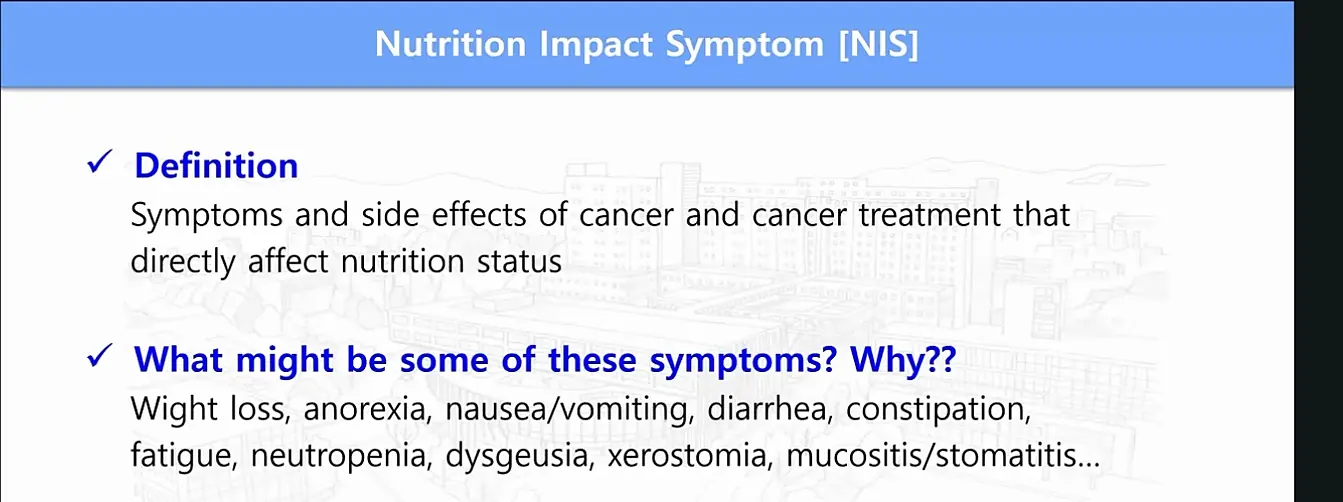 Nutrition Impact Symptom [NIS]
✓ Definition
Symptoms and side effects of cancer and cancer treatment that
directly affect nutrition status
✓ What might be some of these symptoms? Why??
Wight loss, anorexia, nausea/vomiting, diarrhea, constipation,
fatigue, neutropenia, dysgeusia, xerostomia, mucositis/stomatitis...